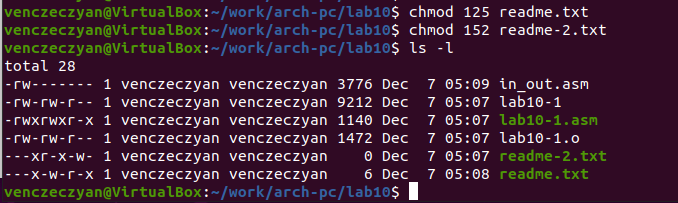 venczeczyan@VirtualBox:~/work/arch-pc/lab10$ chmod 125 readme.txt
venczeczyan@VirtualBox:~/work/arch-pc/lab10$ chmod 152 readme-2.txt
venczeczyan@VirtualBox:~/work/arch-pc/lab10$ ls -l
total 28
-rw------- 1 venczeczyan venczeczyan 3776 Dec  7 05:09 in_out.asm
-rw-rw-r-- 1 venczeczyan venczeczyan 9212 Dec  7 05:07 lab10-1
-rwxrwxr-x 1 venczeczyan venczeczyan 1140 Dec  7 05:07 lab10-1.asm
-rw-rw-r-- 1 venczeczyan venczeczyan 1472 Dec  7 05:07 lab10-1.o
---xr-x-w- 1 venczeczyan venczeczyan    0 Dec  7 05:07 readme-2.txt
---x-w-r-x 1 venczeczyan venczeczyan    6 Dec  7 05:08 readme.txt
venczeczyan@VirtualBox:~/work/arch-pc/lab10$